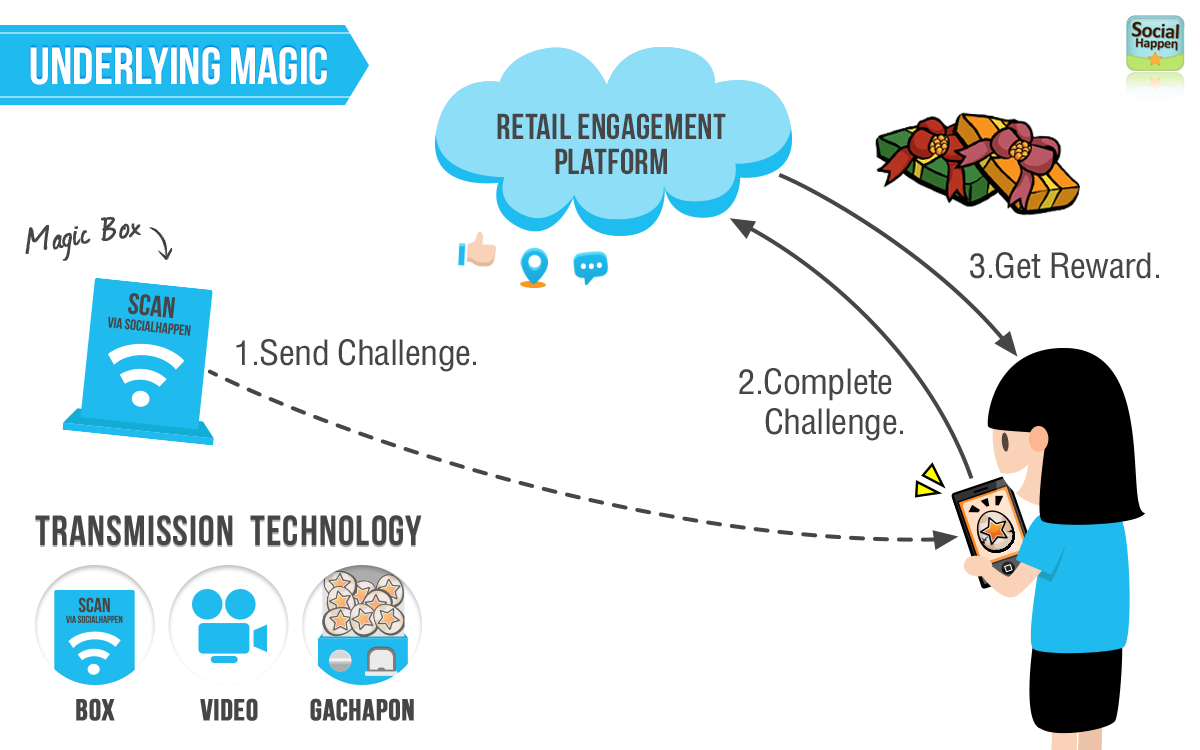 UNDERLYING MAGIC
Social
Happen
RETAIL ENGAGEMENT
PLATFORM
Magic Box
SCAN
VIA SOCIALHAPPEN
1.Send Challenge.
2.Complete
Challenge.
3.Get Reward.
TRANSMISSION TECHNOLOGY
SCAN
VIA SOCIALHAPPEN
BOX
VIDEO
GACHAPON